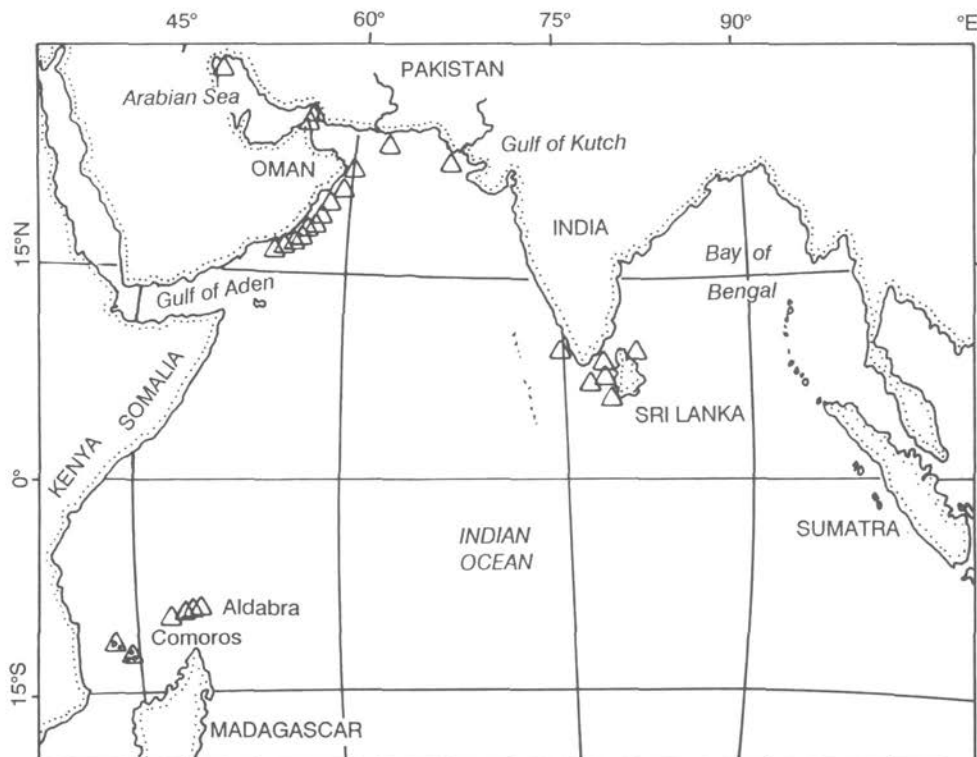 45°
60°
75°
90°
°E
PAKISTAN
Arabian Sea
Gulf of Kutch
OMAN
INDIA
15°N
Bay of
Bengal
Gulf of Aden
SOMALIA
SRI LANKA
KENYA
0°
SUMATRA
INDIAN
OCEAN
Aldabra
Comoros
15°S
MADAGASCAR